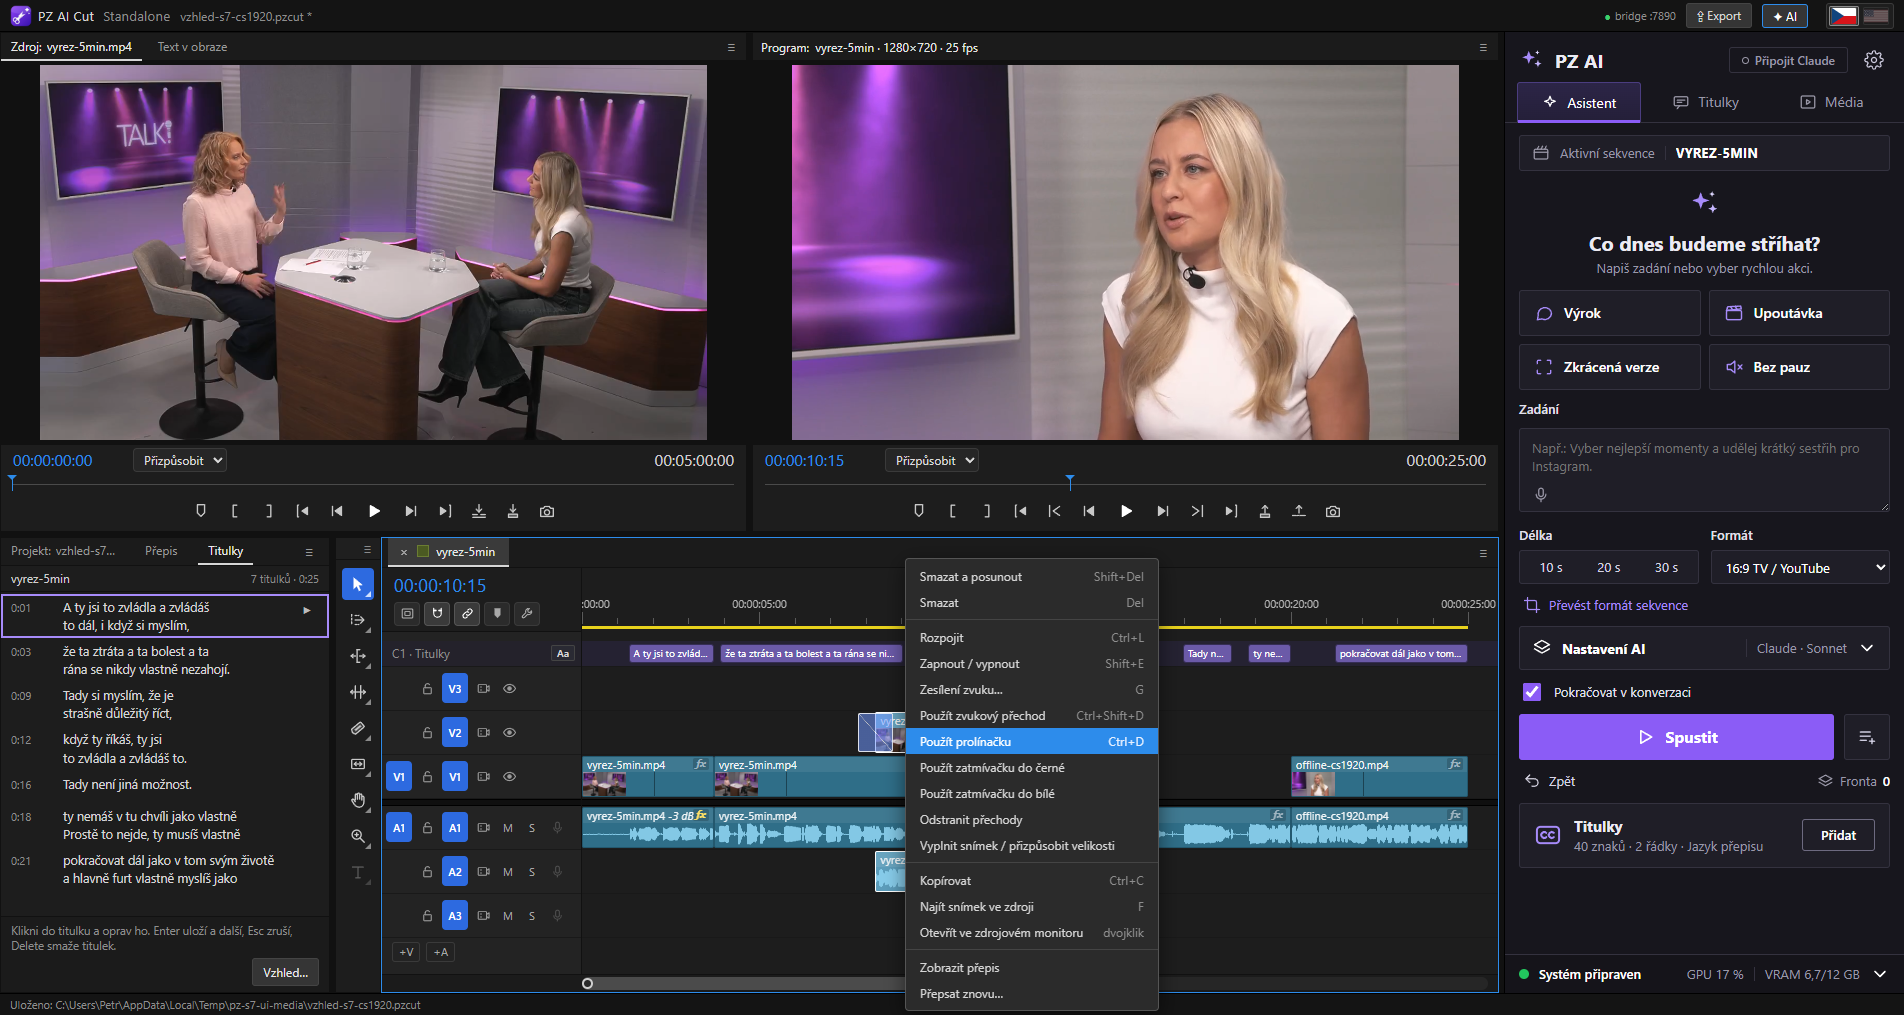 PZ AI Cut Standalone vzhled-s7-cs1920.pzcut *
bridge :7890
Export
AI
Zdroj: vyrez-5min.mp4
Text v obraze
TALK!
00:00:00:00
Přizpůsobit
00:05:00:00
Program: vyrez-5min · 1280×720 · 25 fps
00:00:10:15
Přizpůsobit
00:00:25:00
Projekt: vzhled-s7...
Přepis
Titulky
vyrez-5min
7 titulků · 0:25
0:01
A ty jsi to zvládla a zvládáš
to dál, i když si myslím,
0:03
že ta ztráta a ta bolest a ta
rána se nikdy vlastně nezahojí.
0:09
Tady si myslím, že je
strašně důležitý říct,
0:12
když ty říkáš, ty jsi
to zvládla a zvládáš to.
0:16
Tady není jiná možnost.
0:18
ty nemáš v tu chvíli jako vlastně
Prostě to nejde, ty musíš vlastně
0:21
pokračovat dál jako v tom svým životě
a hlavně furt vlastně myslíš jako
Klikni do titulku a oprav ho. Enter uloží a další, Esc zruší,
Delete smaže titulek.
Vzhled...
vyrez-5min
00:00:10:15
:00:00
00:00:05:00
00:00:20:00
00:00:25:00
C1 · Titulky
Aa
A ty jsi to zvlád...
že ta ztráta a ta bolest a ta rána se ni...
Tady n...
ty ne...
pokračovat dál jako v tom...
V3
V2
vyrez
V1
V1
vyrez-5min.mp4
fx
vyrez-5min.mp4
offline-cs1920.mp4
fx
A1
A1
M
S
vyrez-5min.mp4 -3 dB
fx
vyrez-5min.mp4
fx
offline-cs1920.mp4
fx
A2
M
S
vyrez
A3
M
S
+V
+A
Smazat a posunout Shift+Del
Smazat Del
Rozpojit Ctrl+L
Zapnout / vypnout Shift+E
Zesílení zvuku... G
Použít zvukový přechod Ctrl+Shift+D
Použít prolínačku Ctrl+D
Použít zatmívačku do černé
Použít zatmívačku do bílé
Odstranit přechody
Vyplnit snímek / přizpůsobit velikosti
Kopírovat Ctrl+C
Najít snímek ve zdroji F
Otevřít ve zdrojovém monitoru dvojklik
Zobrazit přepis
Přepsat znovu...
PZ AI
Připojit Claude
Asistent
Titulky
Média
Aktivní sekvence
VYREZ-5MIN
Co dnes budeme stříhat?
Napiš zadání nebo vyber rychlou akci.
Výrok
Upoutávka
Zkrácená verze
Bez pauz
Zadání
Např.: Vyber nejlepší momenty a udělej krátký sestřih pro
Instagram.
Délka
Formát
10 s
20 s
30 s
16:9 TV / YouTube
Převést formát sekvence
Nastavení AI
Claude · Sonnet
Pokračovat v konverzaci
Spustit
Zpět
Fronta 0
CC
Titulky
40 znaků · 2 řádky · Jazyk přepisu
Přidat
Systém připraven
GPU 17 %
VRAM 6,7/12 GB
Uloženo: C:\Users\Petr\AppData\Local\Temp\pz-s7-ui-media\vzhled-s7-cs1920.pzcut